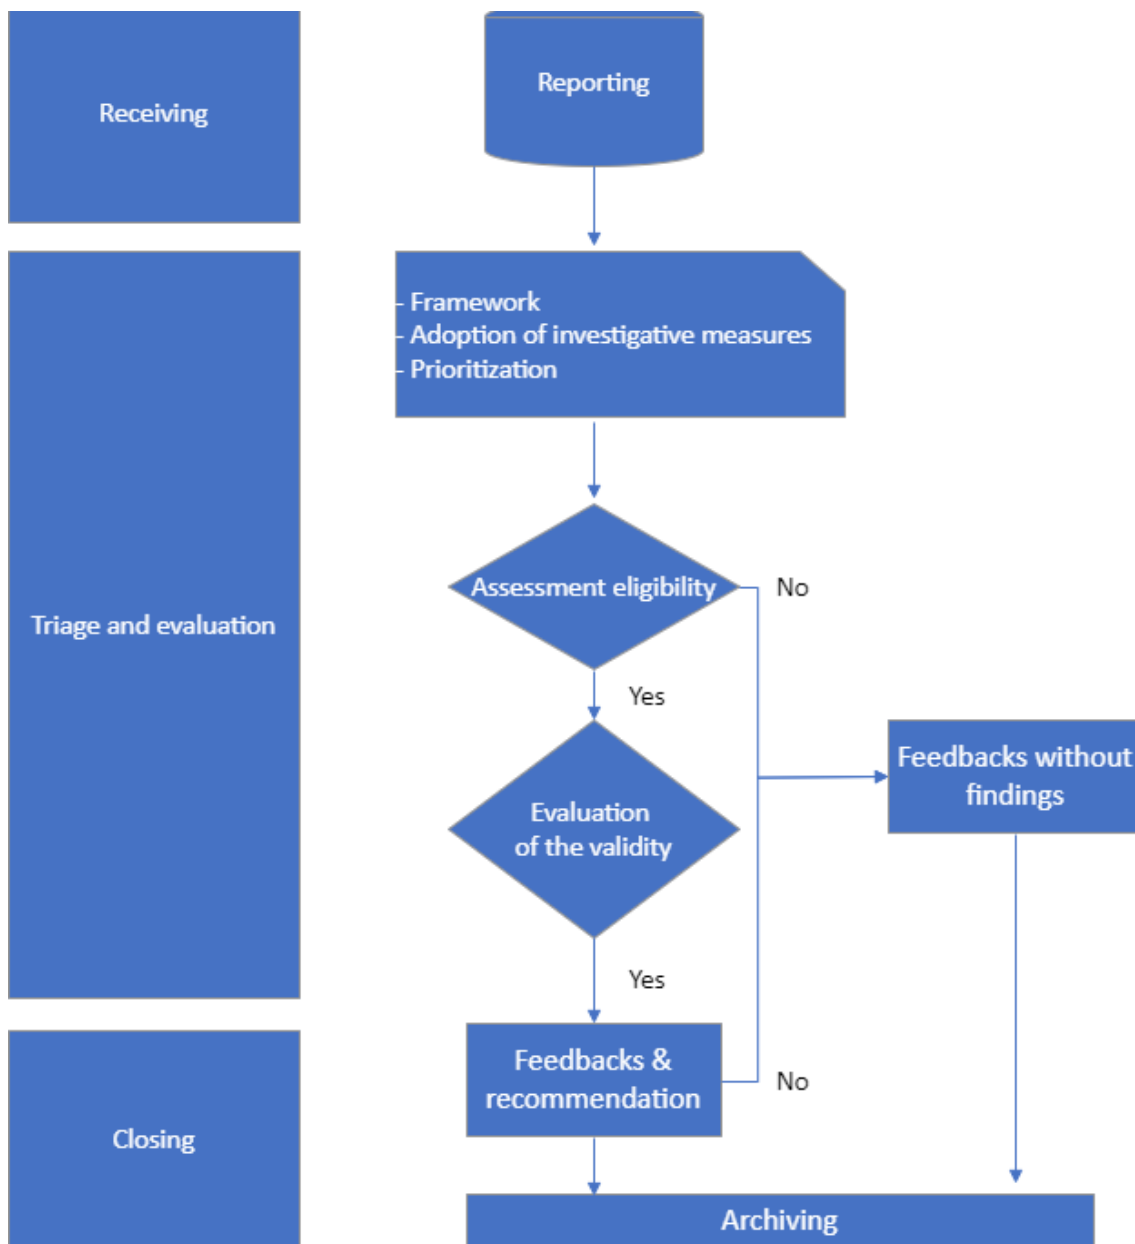 Receiving
Reporting
- Framework
- Adoption of investigative measures
- Prioritization
Triage and evaluation
Assessment eligibility
No
Yes
Evaluation
of the validity
Feedbacks without
findings
Yes
Feedbacks &
recommendation
No
Closing
Archiving